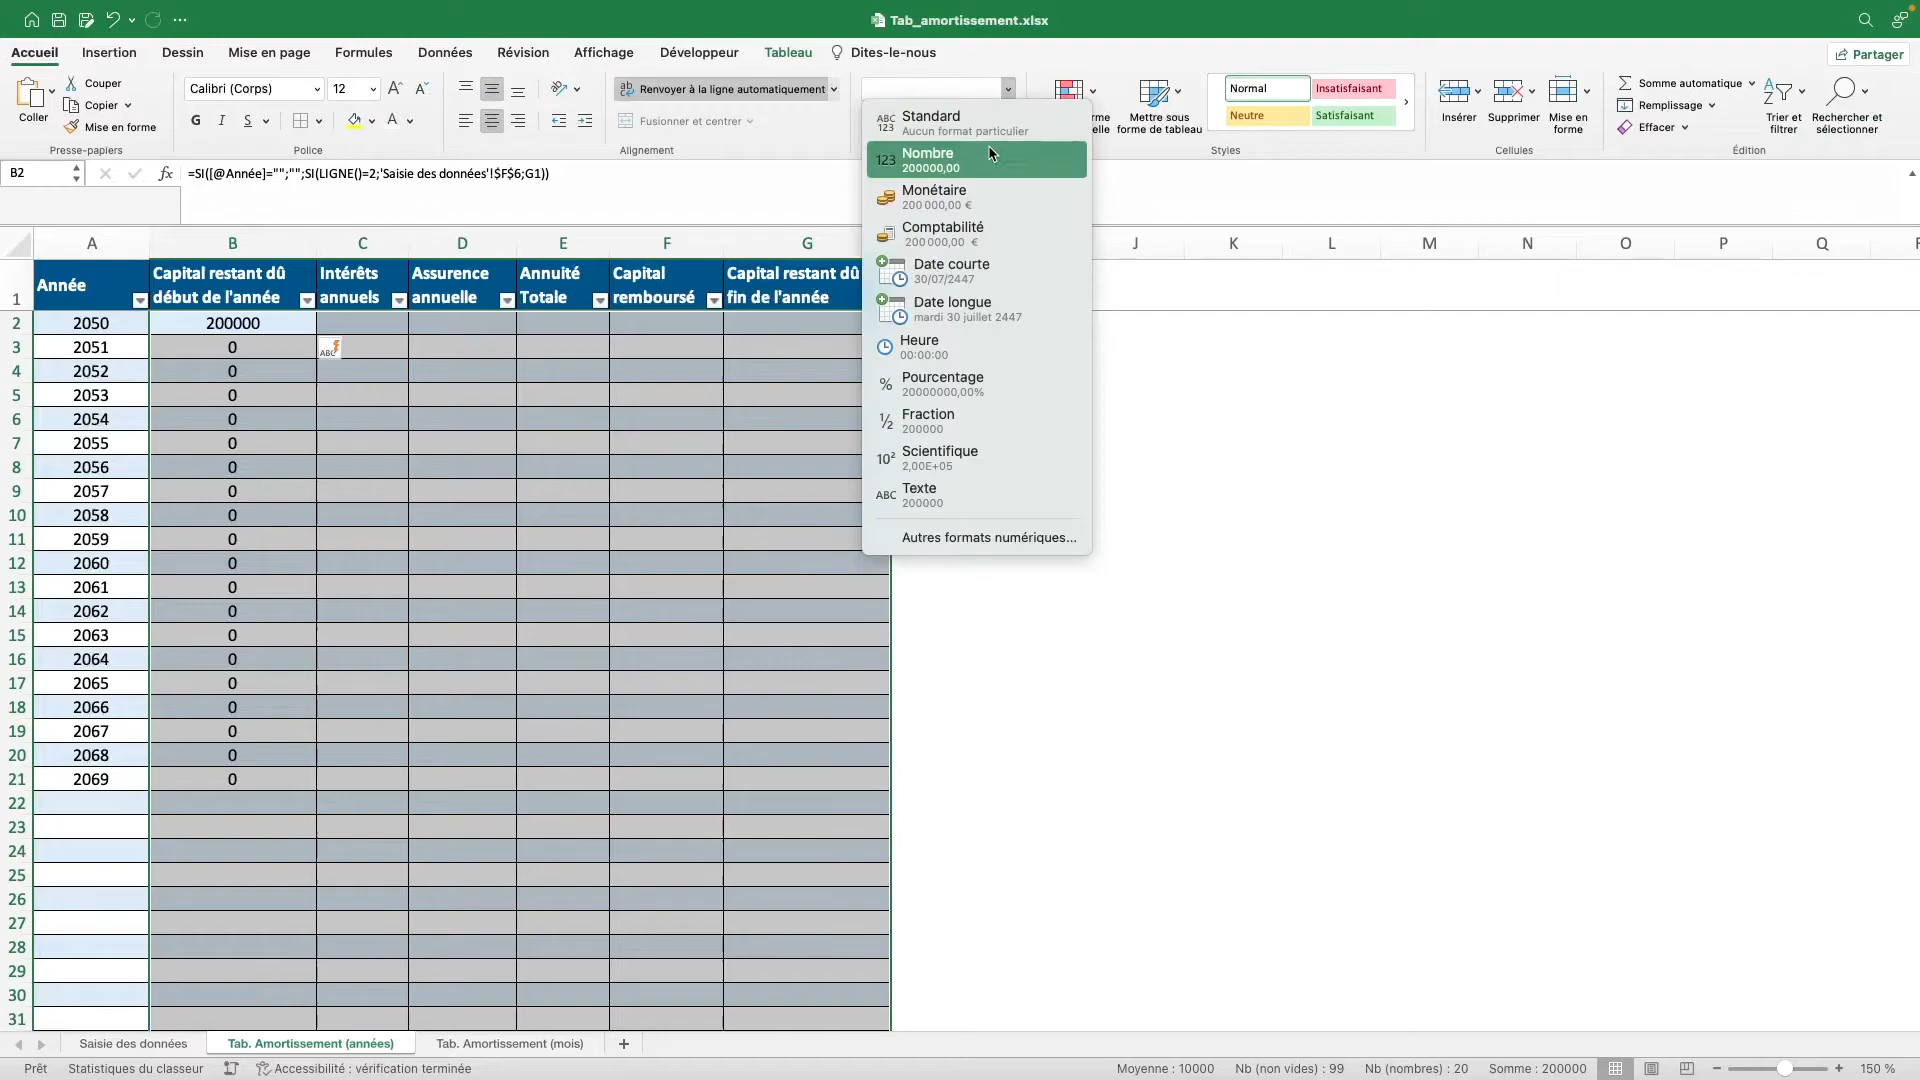 Tab_amortissement.xlsx
Accueil Insertion Dessin Mise en page Formules Données Révision Affichage Développeur Tableau Dites-le-nous Partager
Coller
Couper
Copier
Mise en forme
Presse-papiers
Calibri (Corps) 12
G I S
Police
Renvoyer à la ligne automatiquement
Fusionner et centrer
Alignement
Mettre sous
forme de tableau
Normal Insatisfaisant
Neutre Satisfaisant
Styles
Insérer Supprimer Mise en
forme
Cellules
Somme automatique
Remplissage
Effacer
Trier et
filtrer
Rechercher et
sélectionner
Édition
B2 fx =SI([@Année]="";"";SI(LIGNE()=2;'Saisie des données'!$F$6;G1))
Standard
Aucun format particulier
Nombre
200000,00
Monétaire
200 000,00 €
Comptabilité
200 000,00 €
Date courte
30/07/2447
Date longue
mardi 30 juillet 2447
Heure
00:00:00
Pourcentage
20000000,00%
Fraction
200000
Scientifique
2,00E+05
Texte
200000
Autres formats numériques...
A B C D E F G J K L M N O P Q
1 Année
Capital restant dû
début de l'année
Intérêts
annuels
Assurence
annuelle
Annuité
Totale
Capital
remboursé
Capital restant dû
fin de l'année
2 2050 200000
3 2051 0
4 2052 0
5 2053 0
6 2054 0
7 2055 0
8 2056 0
9 2057 0
10 2058 0
11 2059 0
12 2060 0
13 2061 0
14 2062 0
15 2063 0
16 2064 0
17 2065 0
18 2066 0
19 2067 0
20 2068 0
21 2069 0
22
23
24
25
26
27
28
29
30
31
Saisie des données Tab. Amortissement (années) Tab. Amortissement (mois)
Prêt Statistiques du classeur Accessibilité : vérification terminée Moyenne : 10000 Nb (non vides) : 99 Nb (nombres) : 20 Somme : 200000 150 %